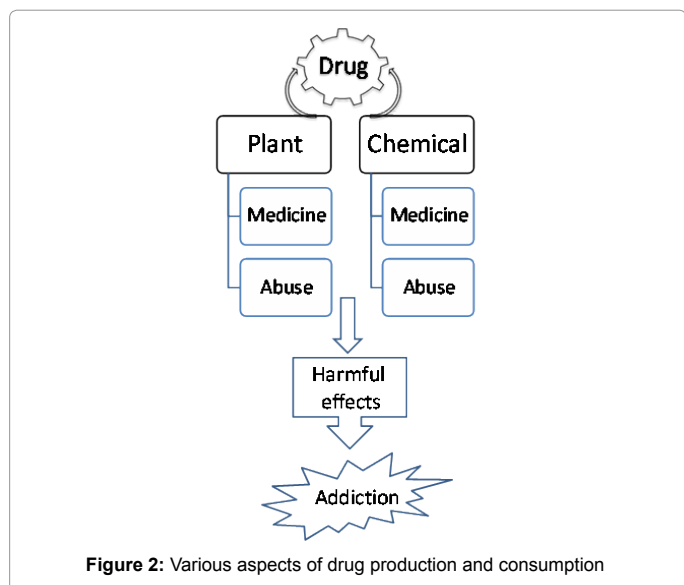 Drug
Plant
Chemical
Medicine
Medicine
Abuse
Abuse
Harmful
effects
Addiction
Figure 2: Various aspects of drug production and consumption